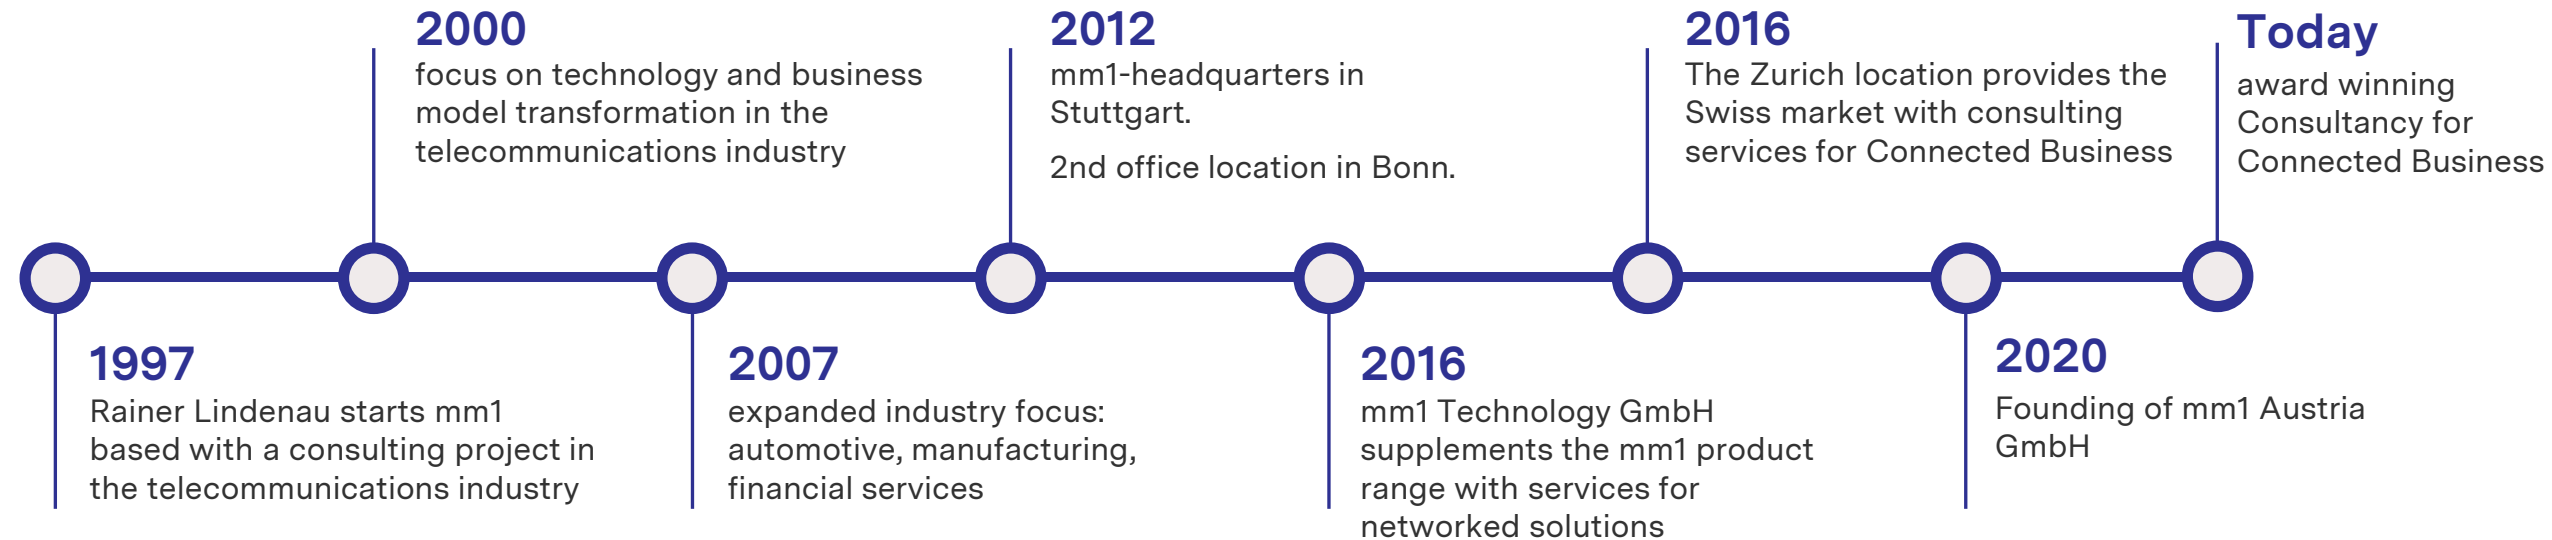 1997
Rainer Lindenau starts mm1
based with a consulting project in
the telecommunications industry
2000
focus on technology and business
model transformation in the
telecommunications industry
2007
expanded industry focus:
automotive, manufacturing,
financial services
2012
mm1-headquarters in
Stuttgart.
2nd office location in Bonn.
2016
mm1 Technology GmbH
supplements the mm1 product
range with services for
networked solutions
2016
The Zurich location provides the
Swiss market with consulting
services for Connected Business
2020
Founding of mm1 Austria
GmbH
Today
award winning
Consultancy for
Connected Business